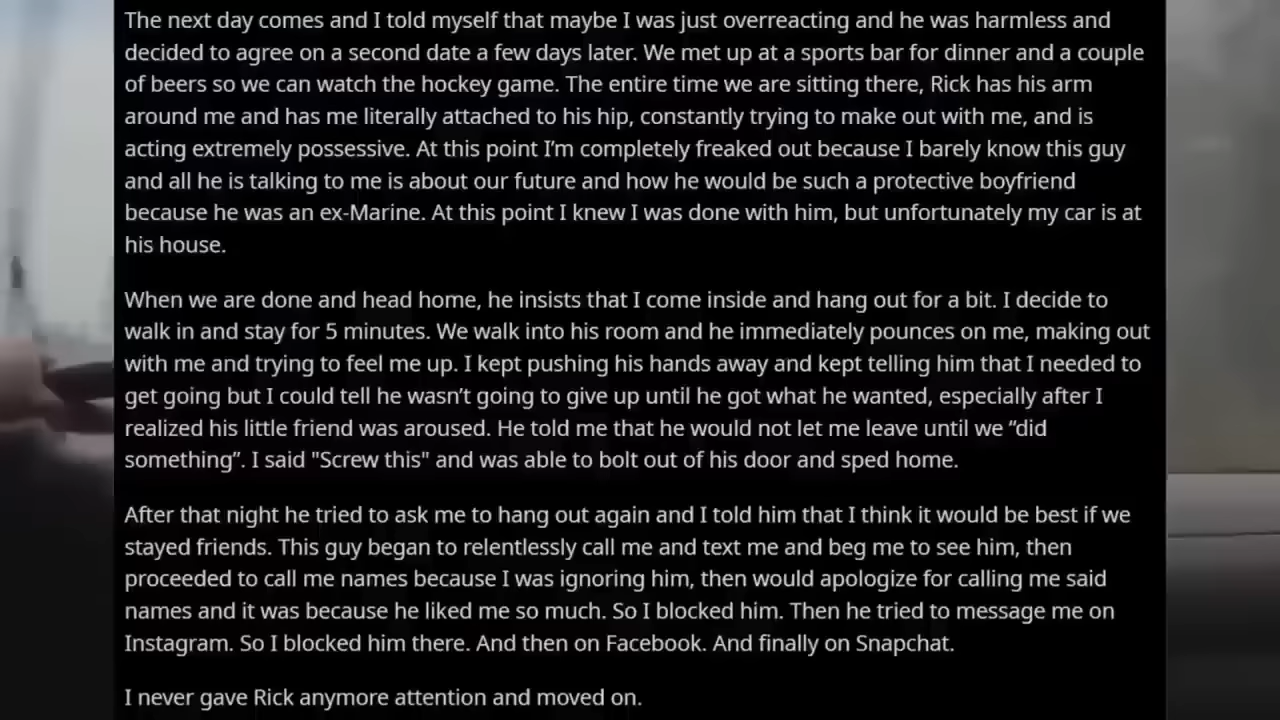 The next day comes and I told myself that maybe I was just overreacting and he was harmless and
decided to agree on a second date a few days later. We met up at a sports bar for dinner and a couple
of beers so we can watch the hockey game. The entire time we are sitting there, Rick has his arm
around me and has me literally attached to his hip, constantly trying to make out with me, and is
acting extremely possessive. At this point I’m completely freaked out because I barely know this guy
and all he is talking to me is about our future and how he would be such a protective boyfriend
because he was an ex-Marine. At this point I knew I was done with him, but unfortunately my car is at
his house.
When we are done and head home, he insists that I come inside and hang out for a bit. I decide to
walk in and stay for 5 minutes. We walk into his room and he immediately pounces on me, making out
with me and trying to feel me up. I kept pushing his hands away and kept telling him that I needed to
get going but I could tell he wasn’t going to give up until he got what he wanted, especially after I
realized his little friend was aroused. He told me that he would not let me leave until we “did
something”. I said "Screw this" and was able to bolt out of his door and sped home.
After that night he tried to ask me to hang out again and I told him that I think it would be best if we
stayed friends. This guy began to relentlessly call me and text me and beg me to see him, then
proceeded to call me names because I was ignoring him, then would apologize for calling me said
names and it was because he liked me so much. So I blocked him. Then he tried to message me on
Instagram. So I blocked him there. And then on Facebook. And finally on Snapchat.
I never gave Rick anymore attention and moved on.